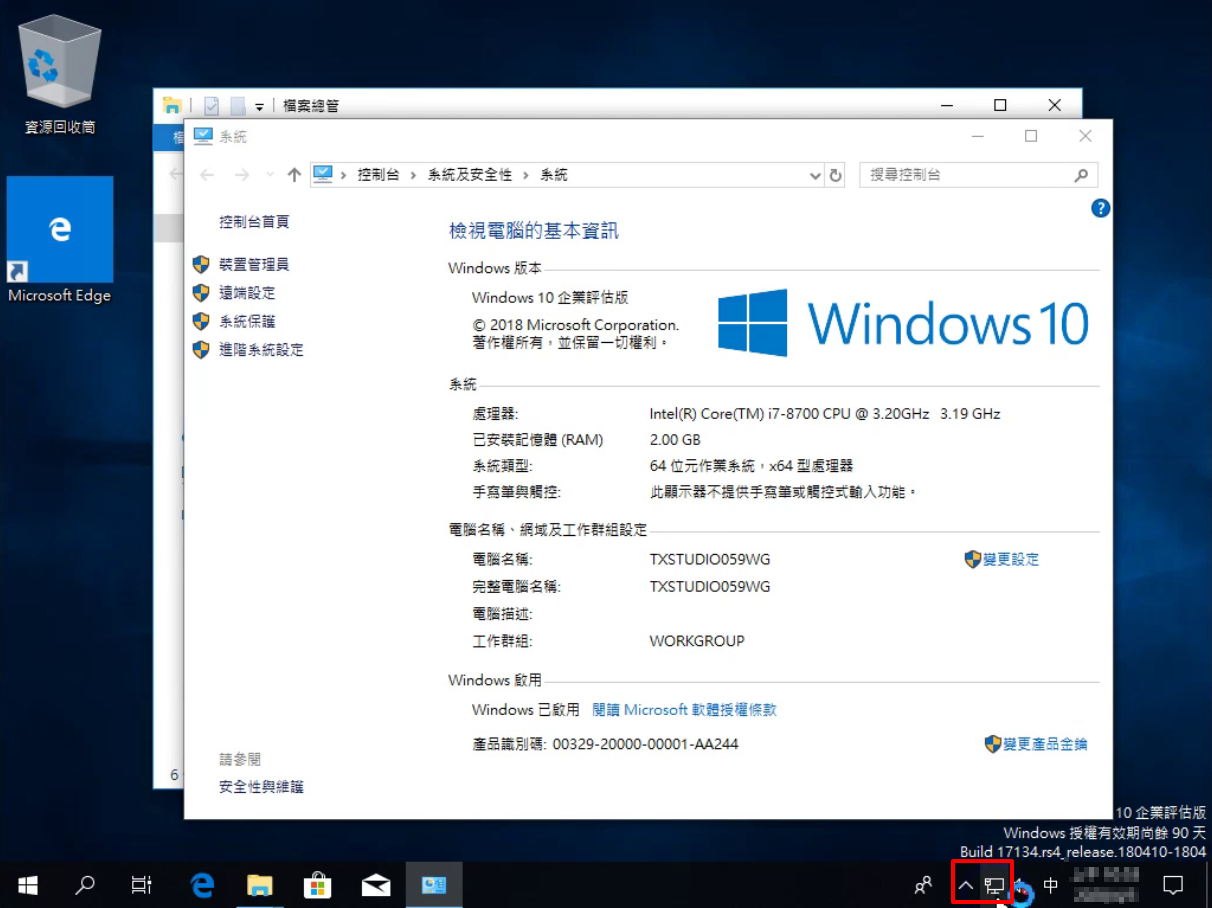 資源回收筒
Microsoft Edge
檔案總管
系統
控制台 › 系統及安全性 › 系統
搜尋控制台
控制台首頁
裝置管理員
遠端設定
系統保護
進階系統設定
請參閱
安全性與維護
檢視電腦的基本資訊
Windows 版本
Windows 10 企業評估版
© 2018 Microsoft Corporation.
著作權所有，並保留一切權利。
Windows 10
系統
處理器: Intel(R) Core(TM) i7-8700 CPU @ 3.20GHz 3.19 GHz
已安裝記憶體 (RAM) 2.00 GB
系統類型: 64 位元作業系統，x64 型處理器
手寫筆與觸控: 此顯示器不提供手寫筆或觸控式輸入功能。
電腦名稱、網域及工作群組設定
電腦名稱: TXSTUDIO059WG 變更設定
完整電腦名稱: TXSTUDIO059WG
電腦描述:
工作群組: WORKGROUP
Windows 啟用
Windows 已啟用 閱讀 Microsoft 軟體授權條款
產品識別碼: 00329-20000-00001-AA244 變更產品金鑰
6
10 企業評估版
Windows 授權有效期尚餘 90 天
Build 17134.rs4_release.180410-1804
中